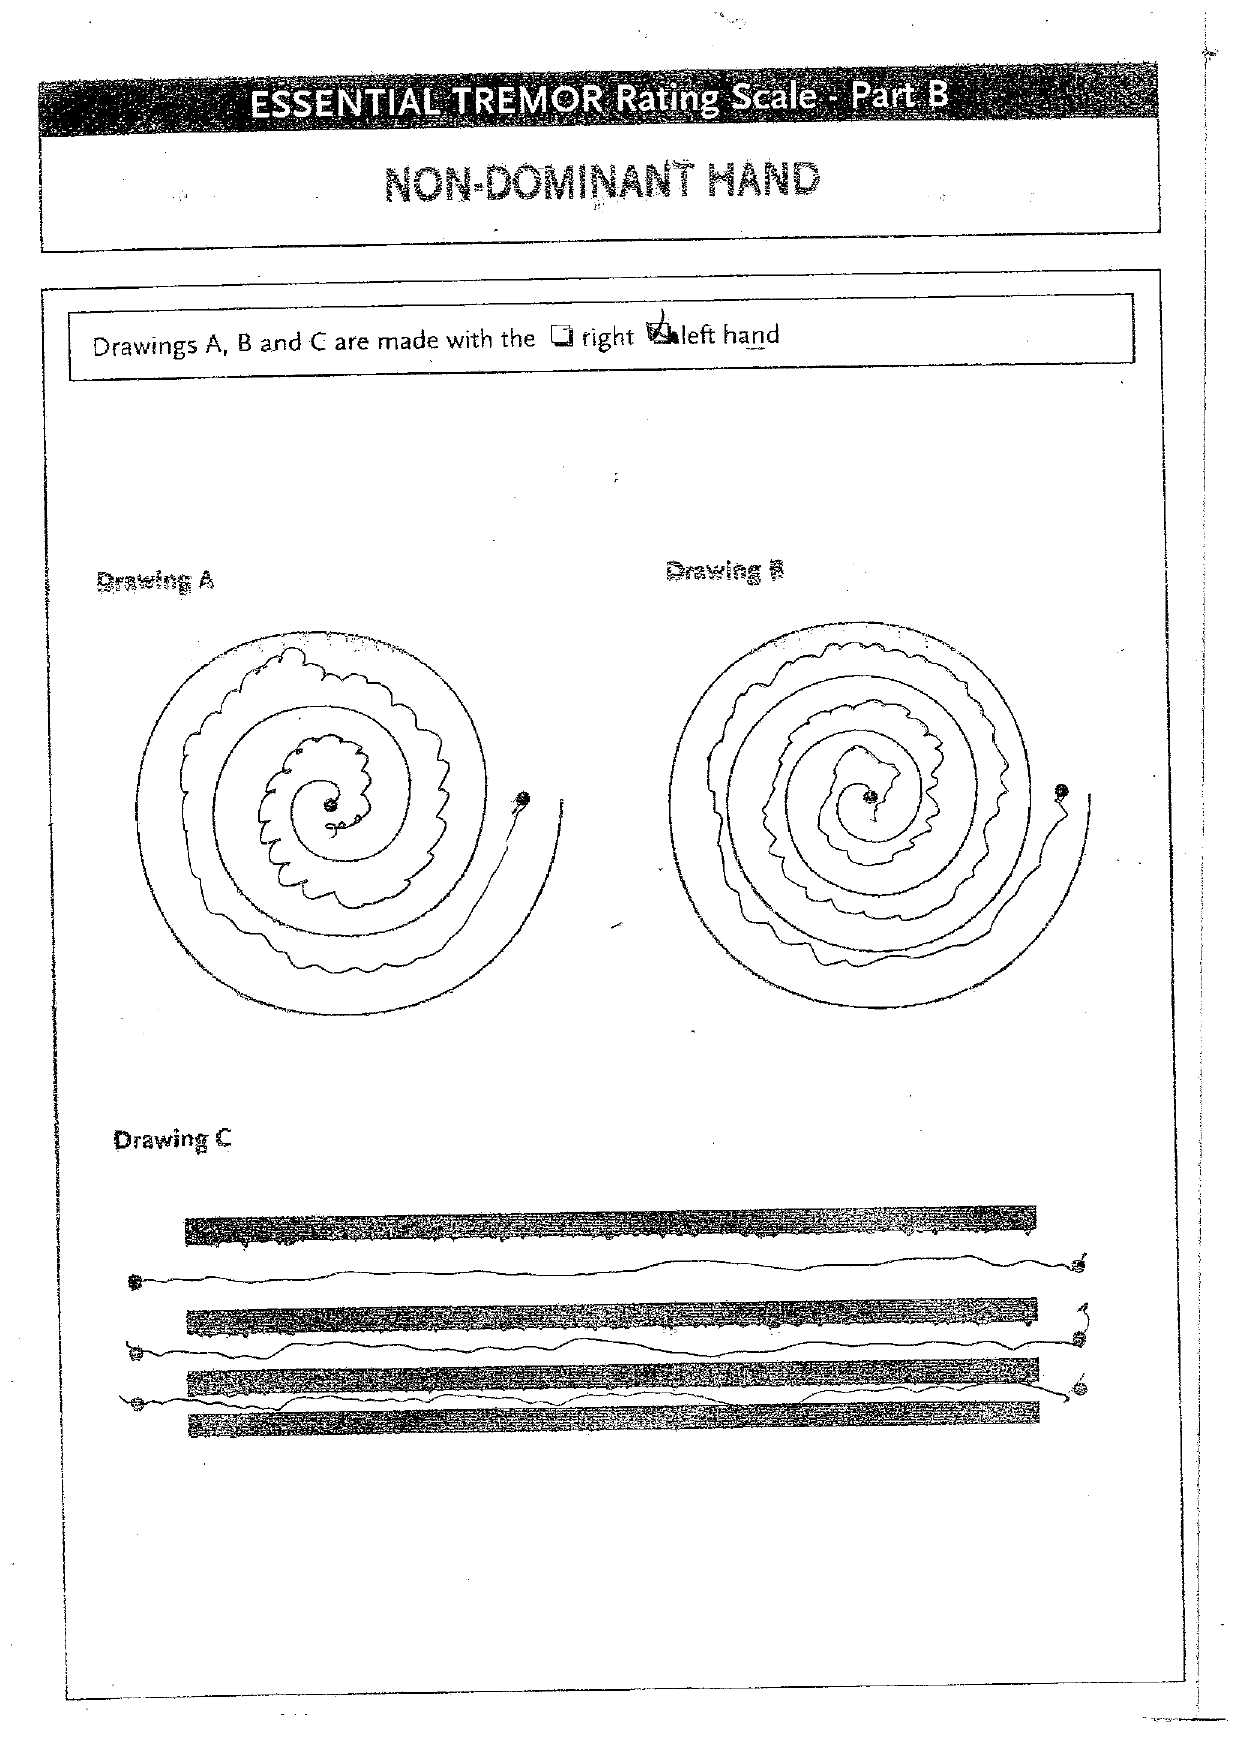 ESSENTIAL TREMOR Rating Scale - Part B
NON-DOMINANT HAND
Drawings A, B and C are made with the ☐ right ☑ left hand
Drawing A
Drawing B
Drawing C